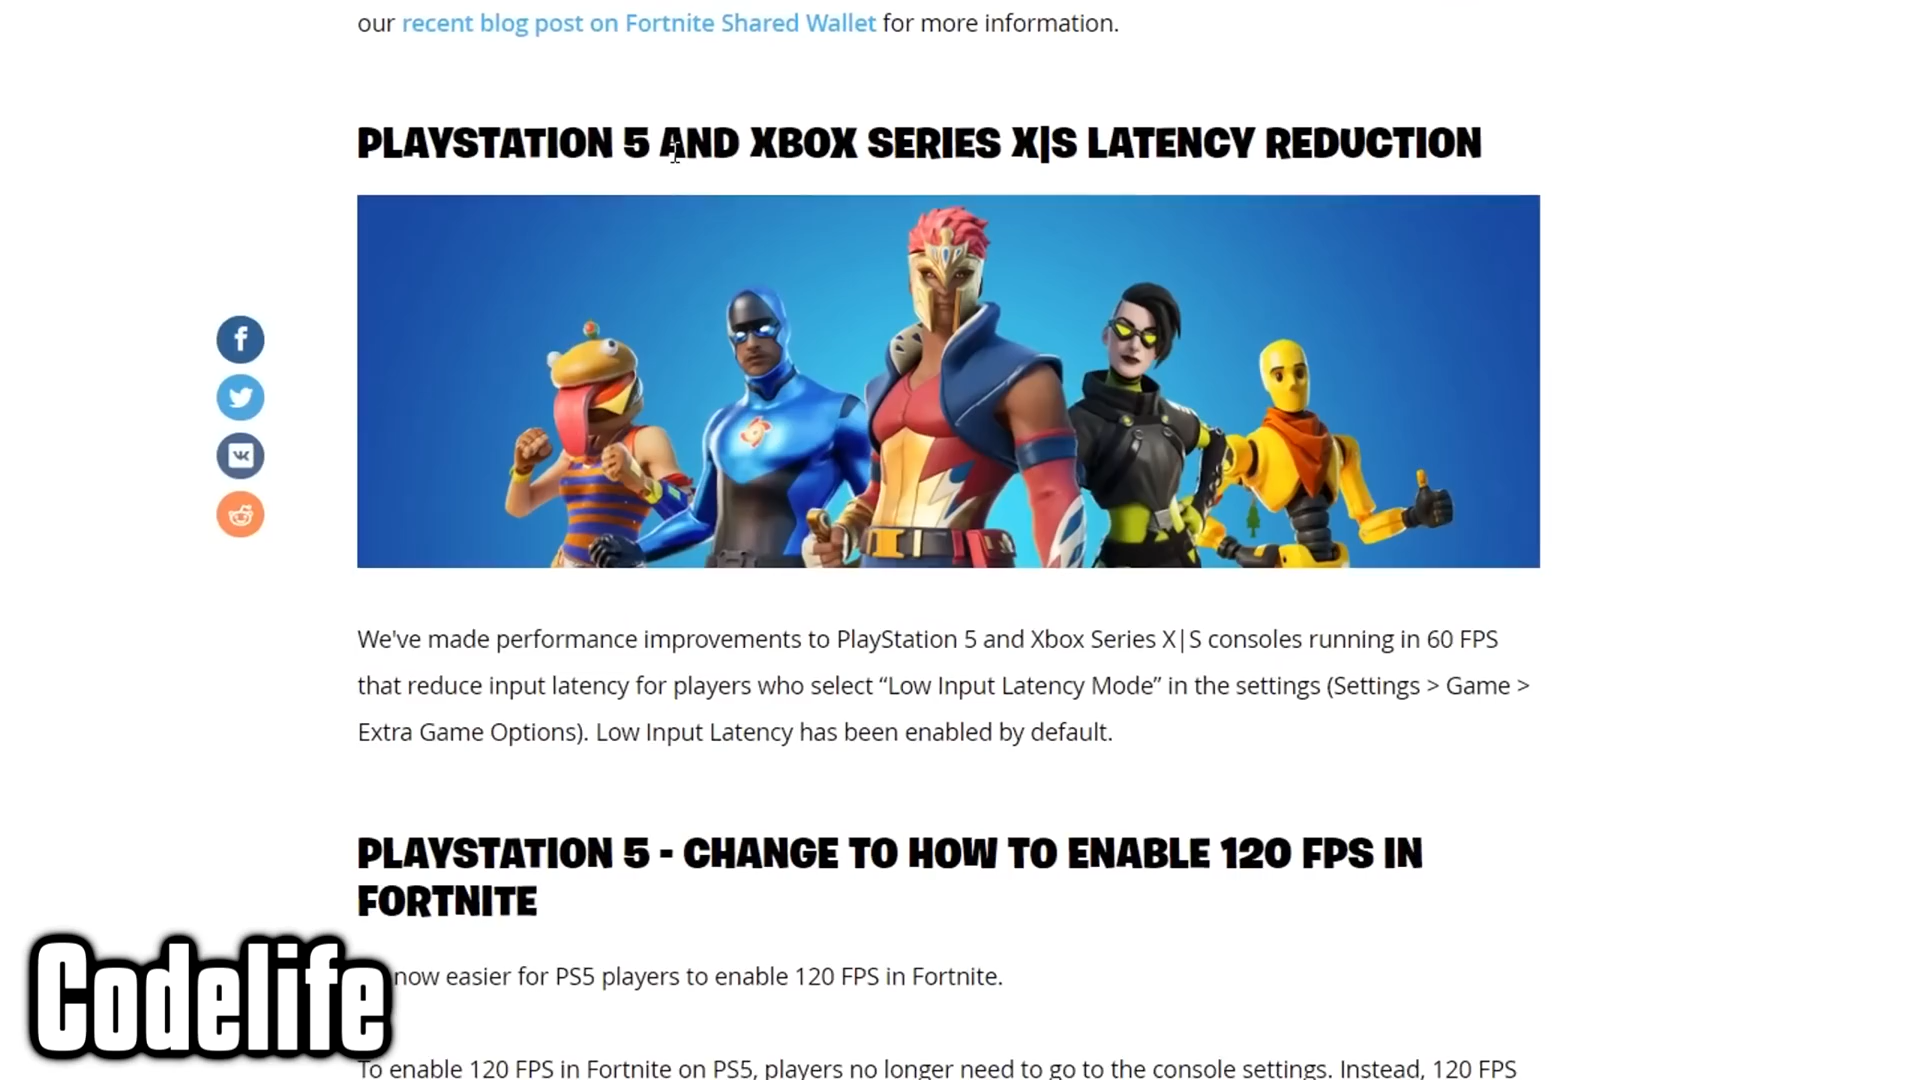 our recent blog post on Fortnite Shared Wallet for more information.
PLAYSTATION 5 AND XBOX SERIES X|S LATENCY REDUCTION
We've made performance improvements to PlayStation 5 and Xbox Series X|S consoles running in 60 FPS
that reduce input latency for players who select “Low Input Latency Mode” in the settings (Settings > Game >
Extra Game Options). Low Input Latency has been enabled by default.
PLAYSTATION 5 - CHANGE TO HOW TO ENABLE 120 FPS IN
FORTNITE
now easier for PS5 players to enable 120 FPS in Fortnite.
Codelife
To enable 120 FPS in Fortnite on PS5, players no longer need to go to the console settings. Instead, 120 FPS